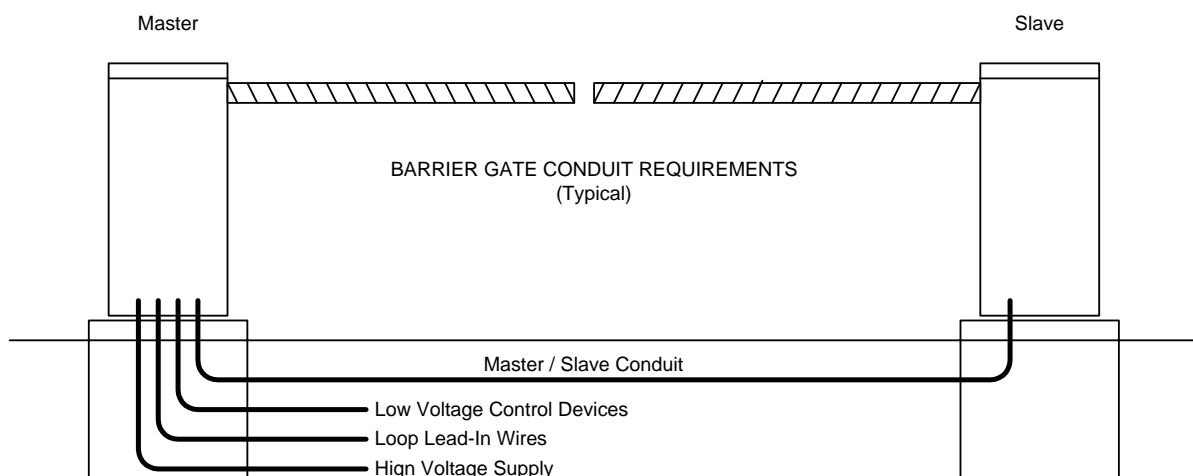 Master
Slave
BARRIER GATE CONDUIT REQUIREMENTS
(Typical)
Master / Slave Conduit
Low Voltage Control Devices
Loop Lead-In Wires
Hign Voltage Supply